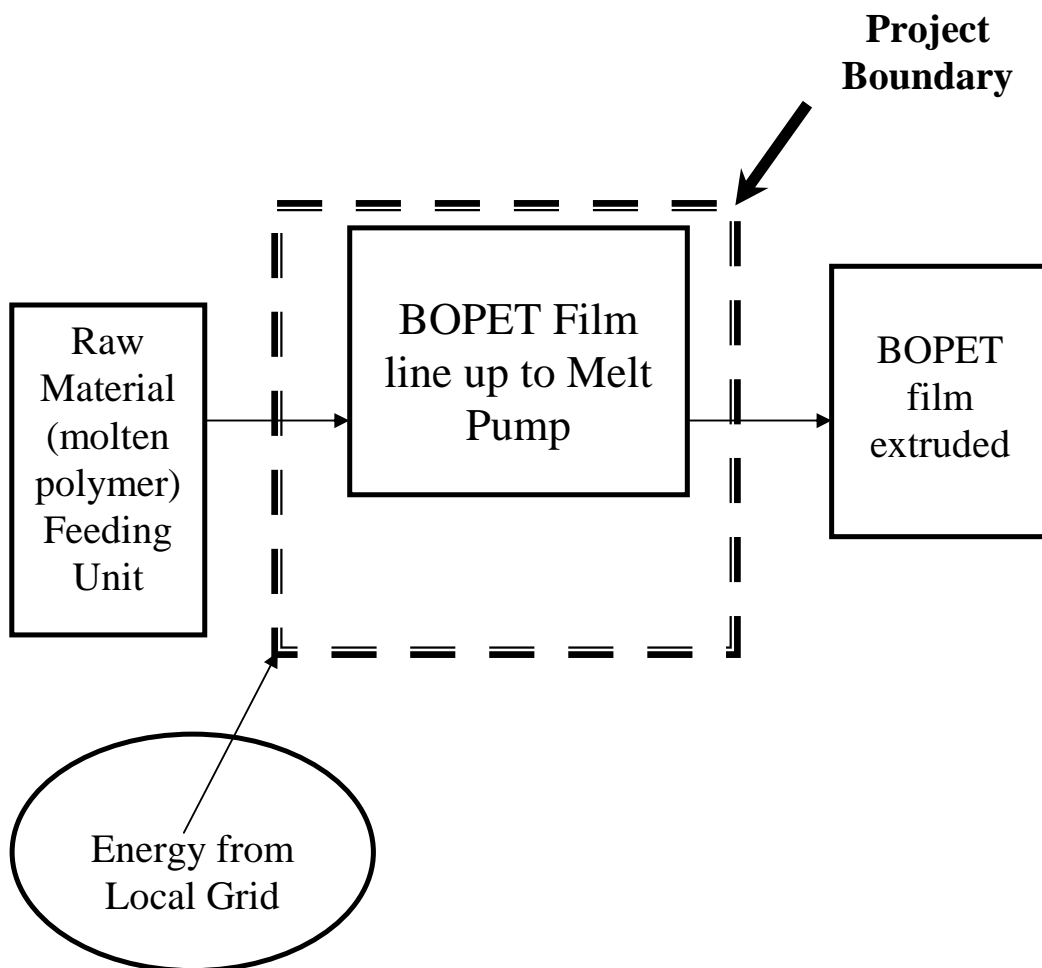 Project
Boundary
Raw
Material
(molten
polymer)
Feeding
Unit
BOPET Film
line up to Melt
Pump
BOPET
film
extruded
Energy from
Local Grid